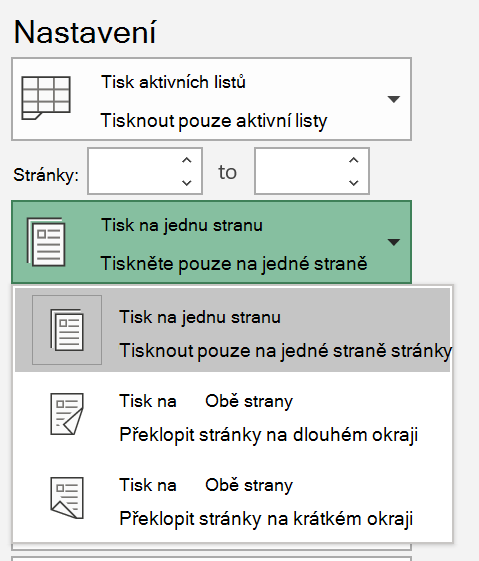 Nastavení
Tisk aktivních listů
Tisknout pouze aktivní listy
Stránky: to
Tisk na jednu stranu
Tiskněte pouze na jedné straně
Tisk na jednu stranu
Tisknout pouze na jedné straně stránky
Tisk na Obě strany
Překlopit stránky na dlouhém okraji
Tisk na Obě strany
Překlopit stránky na krátkém okraji